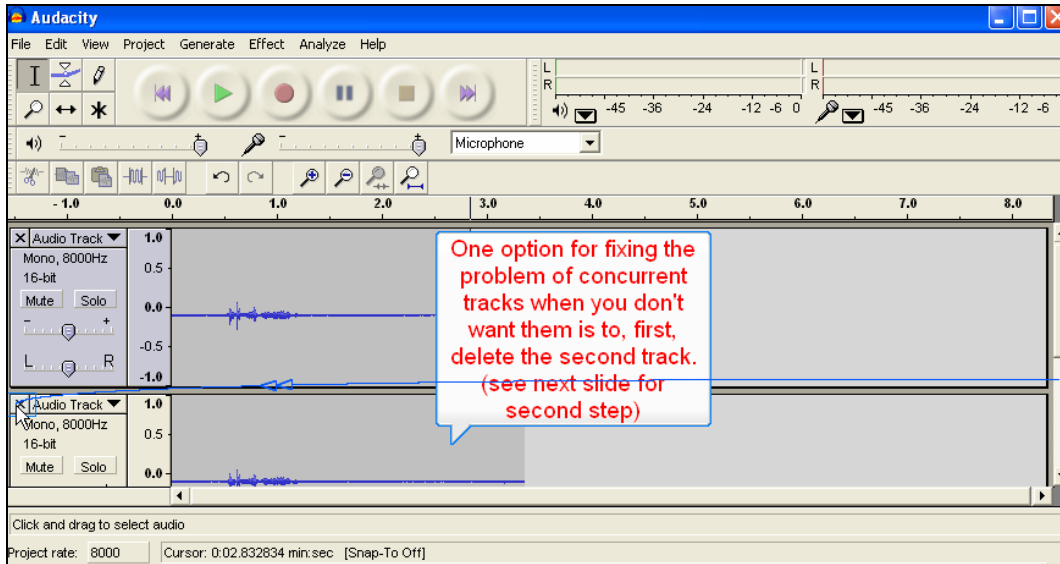 Audacity
File Edit View Project Generate Effect Analyze Help
L
R
-45 -36 -24 -12 -6 0
L
R
-45 -36 -24 -12 -6
Microphone
- 1.0 0.0 1.0 2.0 3.0 4.0 5.0 6.0 7.0 8.0
Audio Track
Mono, 8000Hz
16-bit
Mute Solo
- +
L R
1.0
0.5
0.0
-0.5
-1.0
One option for fixing the
problem of concurrent
tracks when you don't
want them is to, first,
delete the second track.
(see next slide for
second step)
Audio Track
Mono, 8000Hz
16-bit
Mute Solo
1.0
0.5
0.0
Click and drag to select audio
Project rate: 8000 Cursor: 0:02.832834 min:sec [Snap-To Off]